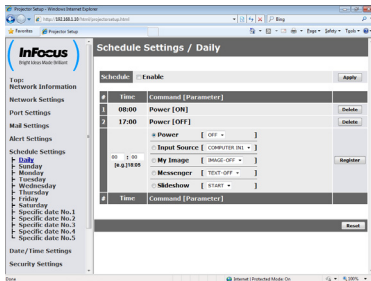 Projector Setup - Windows Internet Explorer
http://192.168.1.10/html/projectorsetup.html
Bing
Favorites Projector Setup
Page Safety Tools
InFocus
Bright Ideas Made Brilliant
Top:
Network Information
Network Settings
Port Settings
Mail Settings
Alert Settings
Schedule Settings
Daily
Sunday
Monday
Tuesday
Wednesday
Thursday
Friday
Saturday
Specific date No.1
Specific date No.2
Specific date No.3
Specific date No.4
Specific date No.5
Date/Time Settings
Security Settings
Schedule Settings / Daily
Schedule Enable Apply
# Time Command [Parameter]
1 08:00 Power [ON] Delete
2 17:00 Power [OFF] Delete
00 : 00
[e.g.]18:05
Power [ OFF ]
Input Source [ COMPUTER IN1 ]
My Image [ IMAGE-OFF ]
Messenger [ TEXT-OFF ]
Slideshow [ START ]
Register
# Time Command [Parameter]
Reset
Done Internet | Protected Mode: On 100%